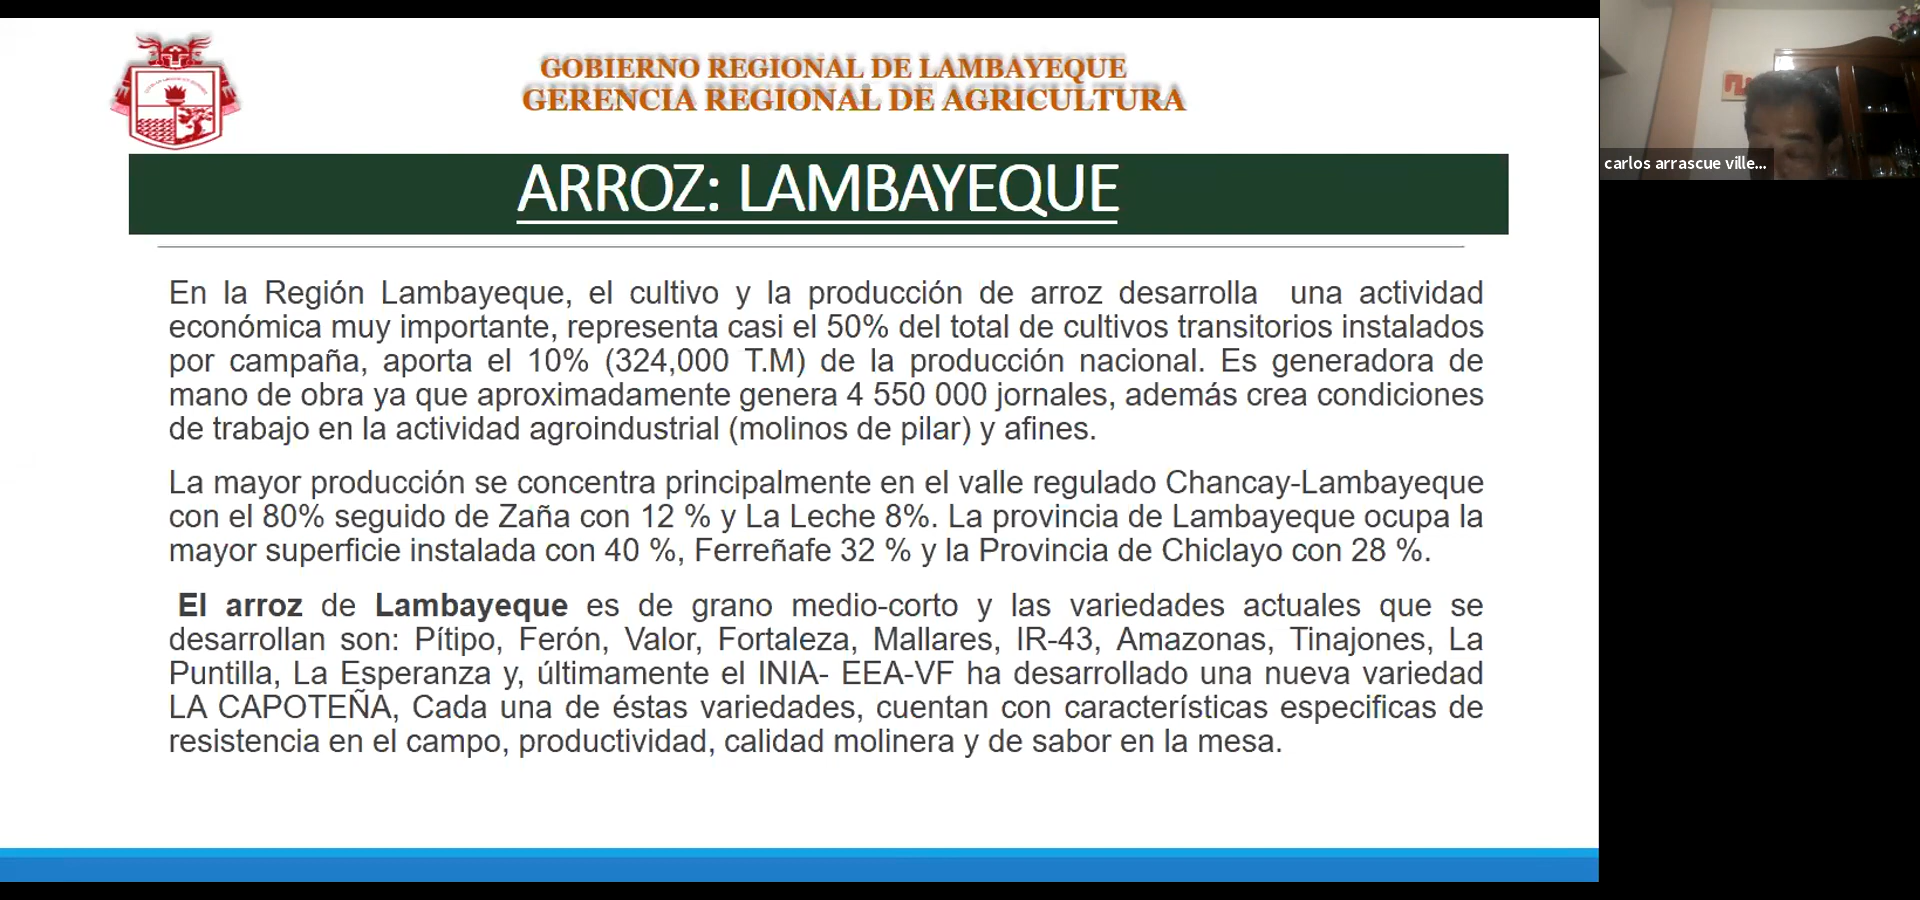 GOBIERNO REGIONAL DE LAMBAYEQUE
GERENCIA REGIONAL DE AGRICULTURA
ARROZ: LAMBAYEQUE
En la Región Lambayeque, el cultivo y la producción de arroz desarrolla una actividad
económica muy importante, representa casi el 50% del total de cultivos transitorios instalados
por campaña, aporta el 10% (324,000 T.M) de la producción nacional. Es generadora de
mano de obra ya que aproximadamente genera 4 550 000 jornales, además crea condiciones
de trabajo en la actividad agroindustrial (molinos de pilar) y afines.
La mayor producción se concentra principalmente en el valle regulado Chancay-Lambayeque
con el 80% seguido de Zaña con 12 % y La Leche 8%. La provincia de Lambayeque ocupa la
mayor superficie instalada con 40 %, Ferreñafe 32 % y la Provincia de Chiclayo con 28 %.
El arroz de Lambayeque es de grano medio-corto y las variedades actuales que se
desarrollan son: Pítipo, Ferón, Valor, Fortaleza, Mallares, IR-43, Amazonas, Tinajones, La
Puntilla, La Esperanza y, últimamente el INIA- EEA-VF ha desarrollado una nueva variedad
LA CAPOTEÑA, Cada una de éstas variedades, cuentan con características especificas de
resistencia en el campo, productividad, calidad molinera y de sabor en la mesa.
carlos arrascue ville...